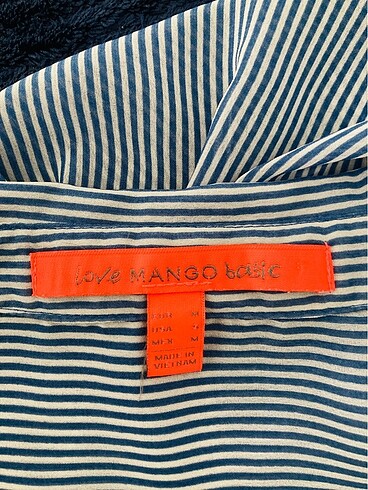 love MANGO basic
EUR M
USA S
MEX M
MADE IN
VIETNAM